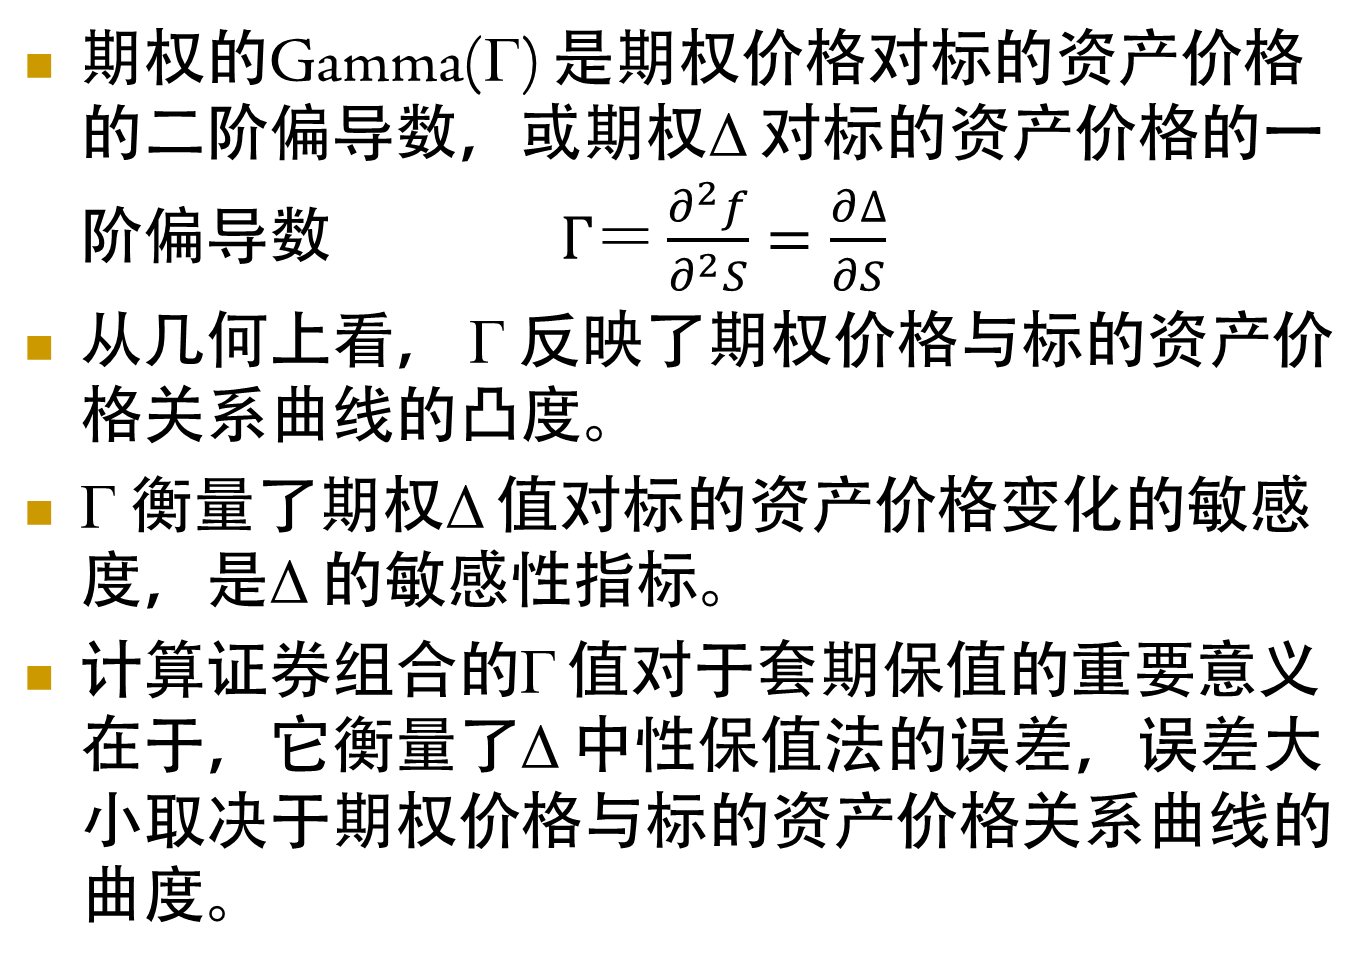 ■ 期权的Gamma(Γ) 是期权价格对标的资产价格
的二阶偏导数，或期权Δ 对标的资产价格的一
阶偏导数 Γ＝∂²f/∂²S = ∂Δ/∂S
■ 从几何上看， Γ 反映了期权价格与标的资产价
格关系曲线的凸度。
■ Γ 衡量了期权Δ 值对标的资产价格变化的敏感
度，是Δ 的敏感性指标。
■ 计算证券组合的Γ 值对于套期保值的重要意义
在于，它衡量了Δ 中性保值法的误差，误差大
小取决于期权价格与标的资产价格关系曲线的
曲度。